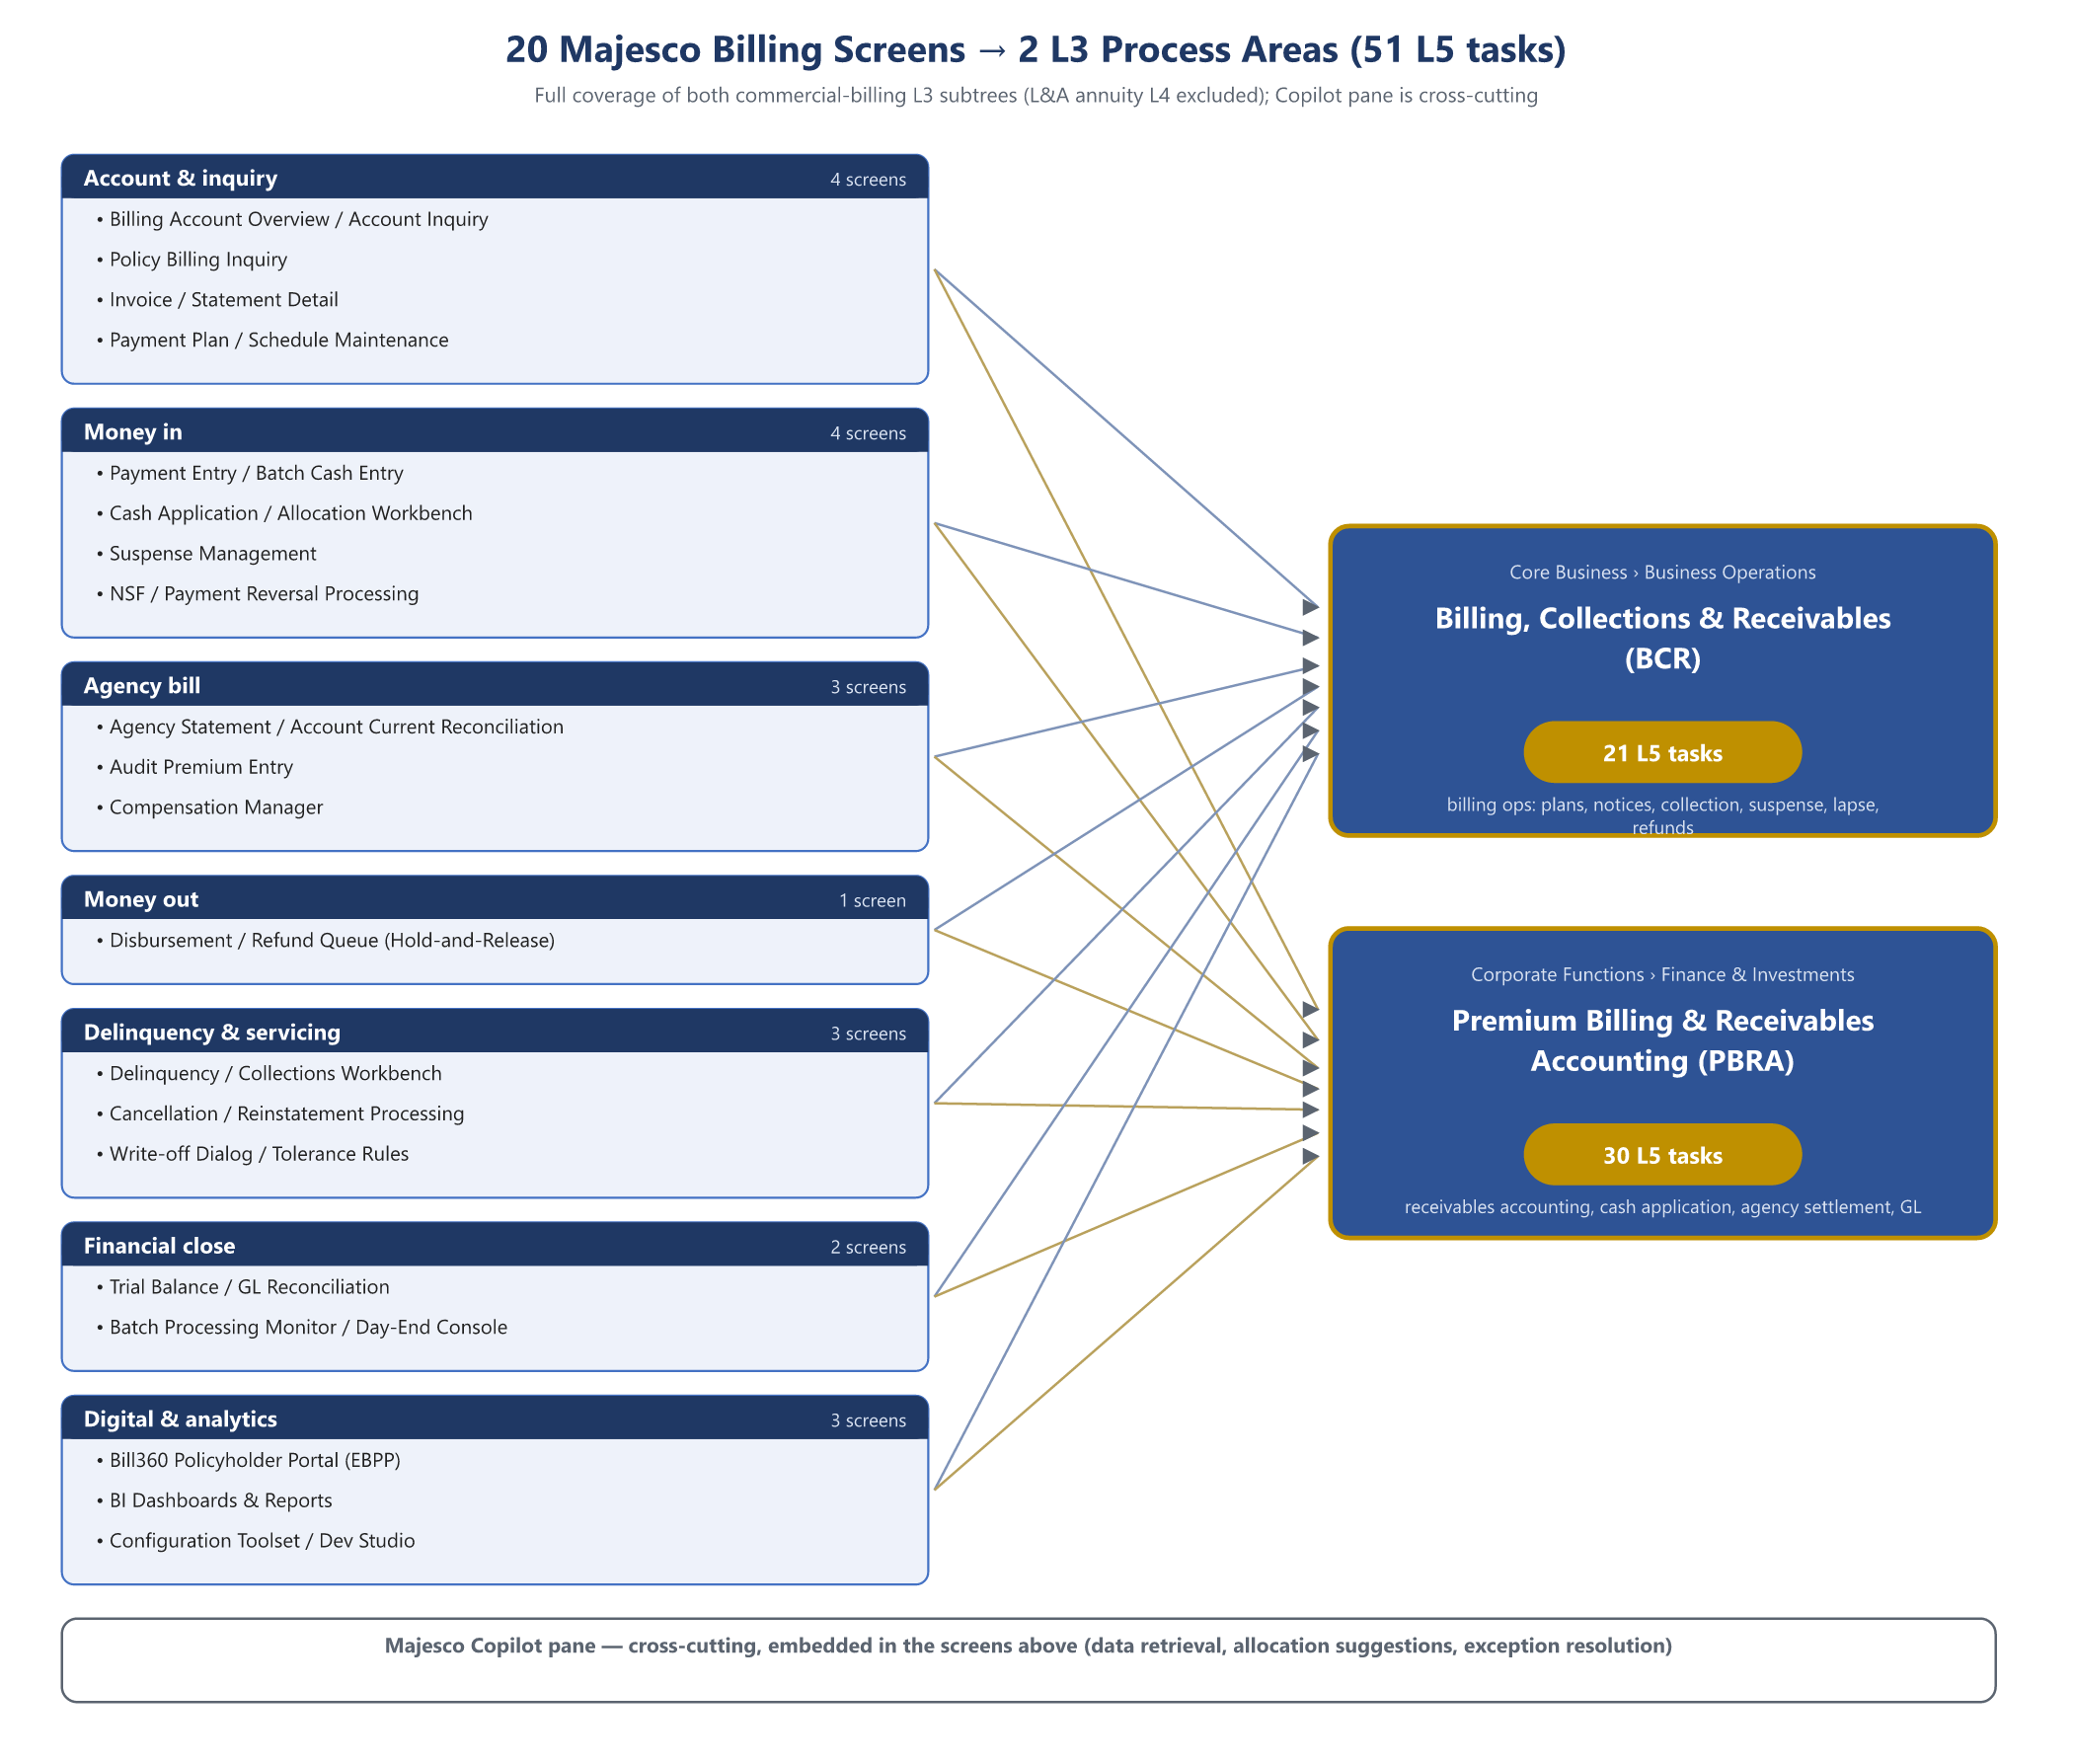 20 Majesco Billing Screens → 2 L3 Process Areas (51 L5 tasks)
Full coverage of both commercial-billing L3 subtrees (L&A annuity L4 excluded); Copilot pane is cross-cutting
Account & inquiry
4 screens
• Billing Account Overview / Account Inquiry
• Policy Billing Inquiry
• Invoice / Statement Detail
• Payment Plan / Schedule Maintenance
Money in
4 screens
• Payment Entry / Batch Cash Entry
• Cash Application / Allocation Workbench
• Suspense Management
• NSF / Payment Reversal Processing
Agency bill
3 screens
• Agency Statement / Account Current Reconciliation
• Audit Premium Entry
• Compensation Manager
Money out
1 screen
• Disbursement / Refund Queue (Hold-and-Release)
Delinquency & servicing
3 screens
• Delinquency / Collections Workbench
• Cancellation / Reinstatement Processing
• Write-off Dialog / Tolerance Rules
Financial close
2 screens
• Trial Balance / GL Reconciliation
• Batch Processing Monitor / Day-End Console
Digital & analytics
3 screens
• Bill360 Policyholder Portal (EBPP)
• BI Dashboards & Reports
• Configuration Toolset / Dev Studio
Core Business › Business Operations
Billing, Collections & Receivables
(BCR)
21 L5 tasks
billing ops: plans, notices, collection, suspense, lapse,
refunds
Corporate Functions › Finance & Investments
Premium Billing & Receivables
Accounting (PBRA)
30 L5 tasks
receivables accounting, cash application, agency settlement, GL
Majesco Copilot pane — cross-cutting, embedded in the screens above (data retrieval, allocation suggestions, exception resolution)